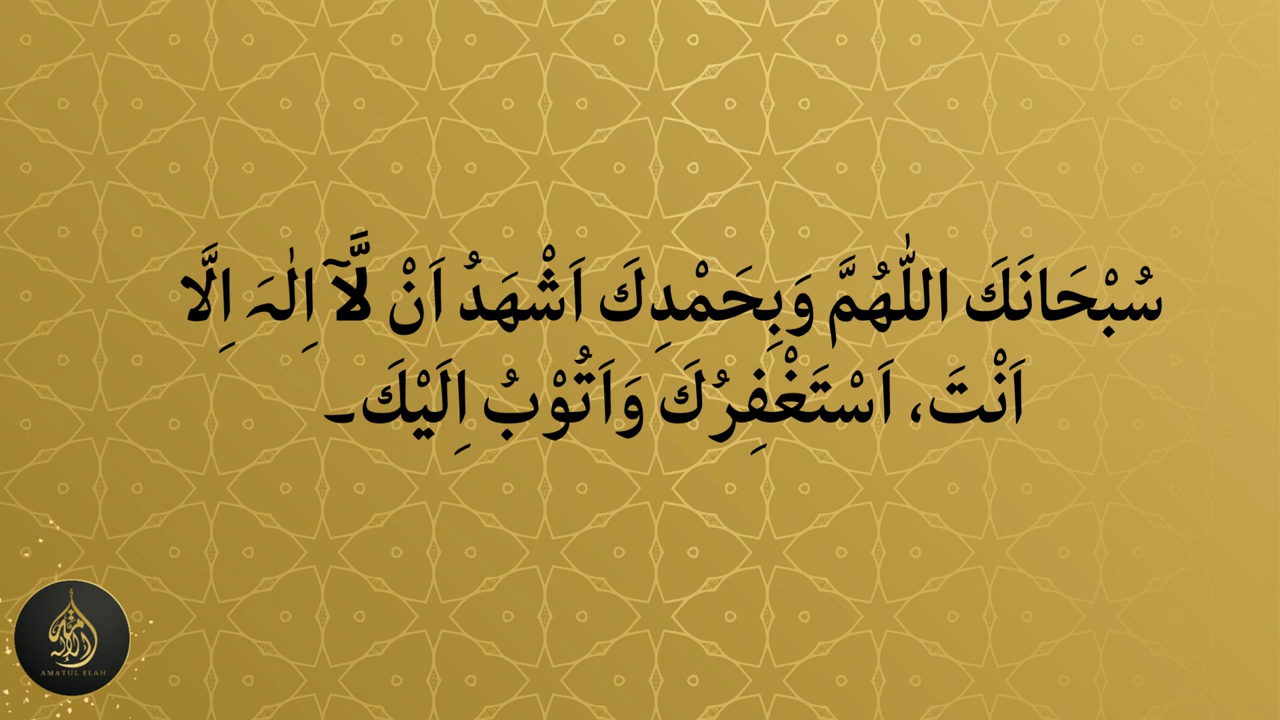 سُبْحَانَكَ اللّٰهُمَّ وَبِحَمْدِكَ اَشْهَدُ اَنْ لَّآ اِلٰہَ اِلَّا
اَنْتَ، اَسْتَغْفِرُكَ وَاَتُوْبُ اِلَيْكَ۔
AMATUL ELAH